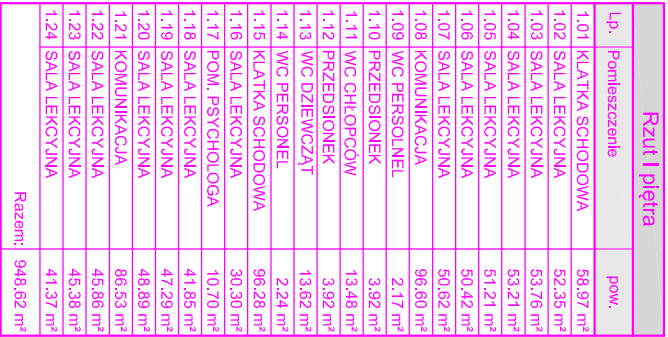 Rzut I piętra
Lp. Pomieszczenie pow.
1.01 KLATKA SCHODOWA 58.97 m²
1.02 SALA LEKCYJNA 52.35 m²
1.03 SALA LEKCYJNA 53.76 m²
1.04 SALA LEKCYJNA 53.21 m²
1.05 SALA LEKCYJNA 51.21 m²
1.06 SALA LEKCYJNA 50.42 m²
1.07 SALA LEKCYJNA 50.62 m²
1.08 KOMUNIKACJA 96.60 m²
1.09 WC PERSOLNEL 2.17 m²
1.10 PRZEDSIONEK 3.92 m²
1.11 WC CHŁOPCÓW 13.48 m²
1.12 PRZEDSIONEK 3.92 m²
1.13 WC DZIEWCZĄT 13.62 m²
1.14 WC PERSONEL 2.24 m²
1.15 KLATKA SCHODOWA 96.28 m²
1.16 SALA LEKCYJNA 30.30 m²
1.17 POM. PSYCHOLOGA 10.70 m²
1.18 SALA LEKCYJNA 41.85 m²
1.19 SALA LEKCYJNA 47.29 m²
1.20 SALA LEKCYJNA 48.89 m²
1.21 KOMUNIKACJA 86.53 m²
1.22 SALA LEKCYJNA 45.86 m²
1.23 SALA LEKCYJNA 45.38 m²
1.24 SALA LEKCYJNA 41.37 m²
Razem: 948.62 m²